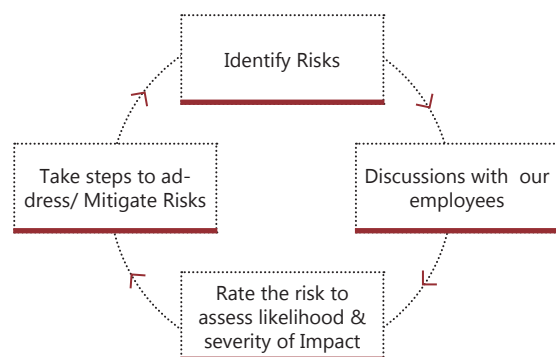 Identify Risks
Discussions with our
employees
Rate the risk to
assess likelihood &
severity of Impact
Take steps to ad-
dress/ Mitigate Risks